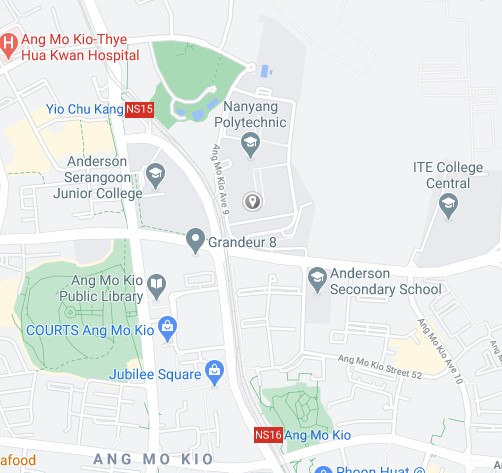 Ang Mo Kio-Thye
Hua Kwan Hospital
Yio Chu Kang NS15
Nanyang
Polytechnic
Anderson
Serangoon
Junior College
Ang Mo Kio Ave 9
ITE College
Central
Grandeur 8
Ang Mo Kio
Public Library
Anderson
Secondary School
COURTS Ang Mo Kio
Jubilee Square
Ang Mo Kio Street 52
Ang Mo Kio Ave 10
NS16 Ang Mo Kio
ANG MO KIO
afood
Phoon Huat @